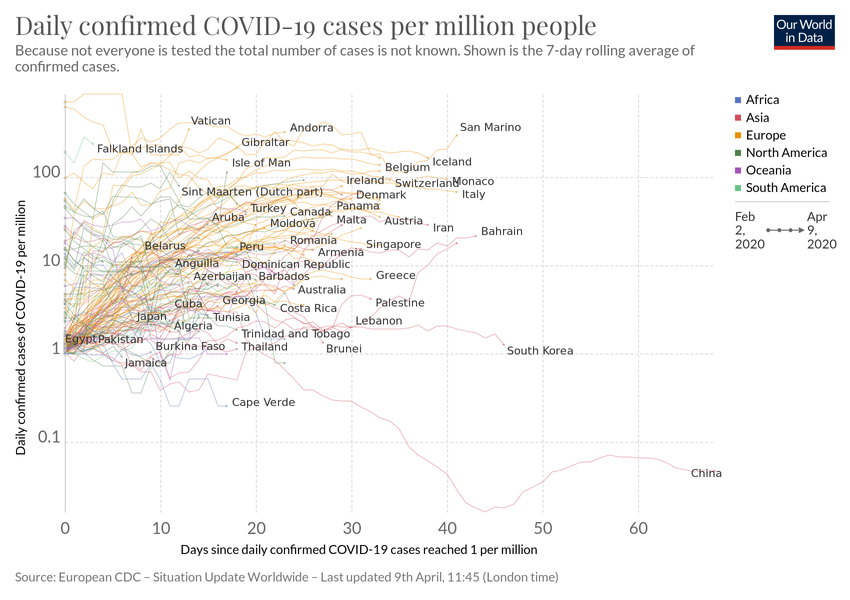 Daily confirmed COVID-19 cases per million people
Our World
in Data
Because not everyone is tested the total number of cases is not known. Shown is the 7-day rolling average of
confirmed cases.
Africa
Asia
Europe
North America
Oceania
South America
Feb
2,
2020
Apr
9,
2020
Daily confirmed cases of COVID-19 per million
100
10
1
0.1
Vatican
Andorra
San Marino
Falkland Islands
Gibraltar
Isle of Man
Iceland
Belgium
Ireland
Switzerland
Monaco
Sint Maarten (Dutch part)
Denmark
Italy
Turkey
Canada
Panama
Aruba
Moldova
Malta
Austria
Iran
Bahrain
Belarus
Peru
Romania
Singapore
Armenia
Anguilla
Dominican Republic
Azerbaijan
Barbados
Greece
Australia
Cuba
Georgia
Costa Rica
Palestine
Japan
Tunisia
Algeria
Lebanon
Egypt
Pakistan
Trinidad and Tobago
Burkina Faso
Thailand
Brunei
South Korea
Jamaica
Cape Verde
China
0
10
20
30
40
50
60
Days since daily confirmed COVID-19 cases reached 1 per million
Source: European CDC – Situation Update Worldwide – Last updated 9th April, 11:45 (London time)